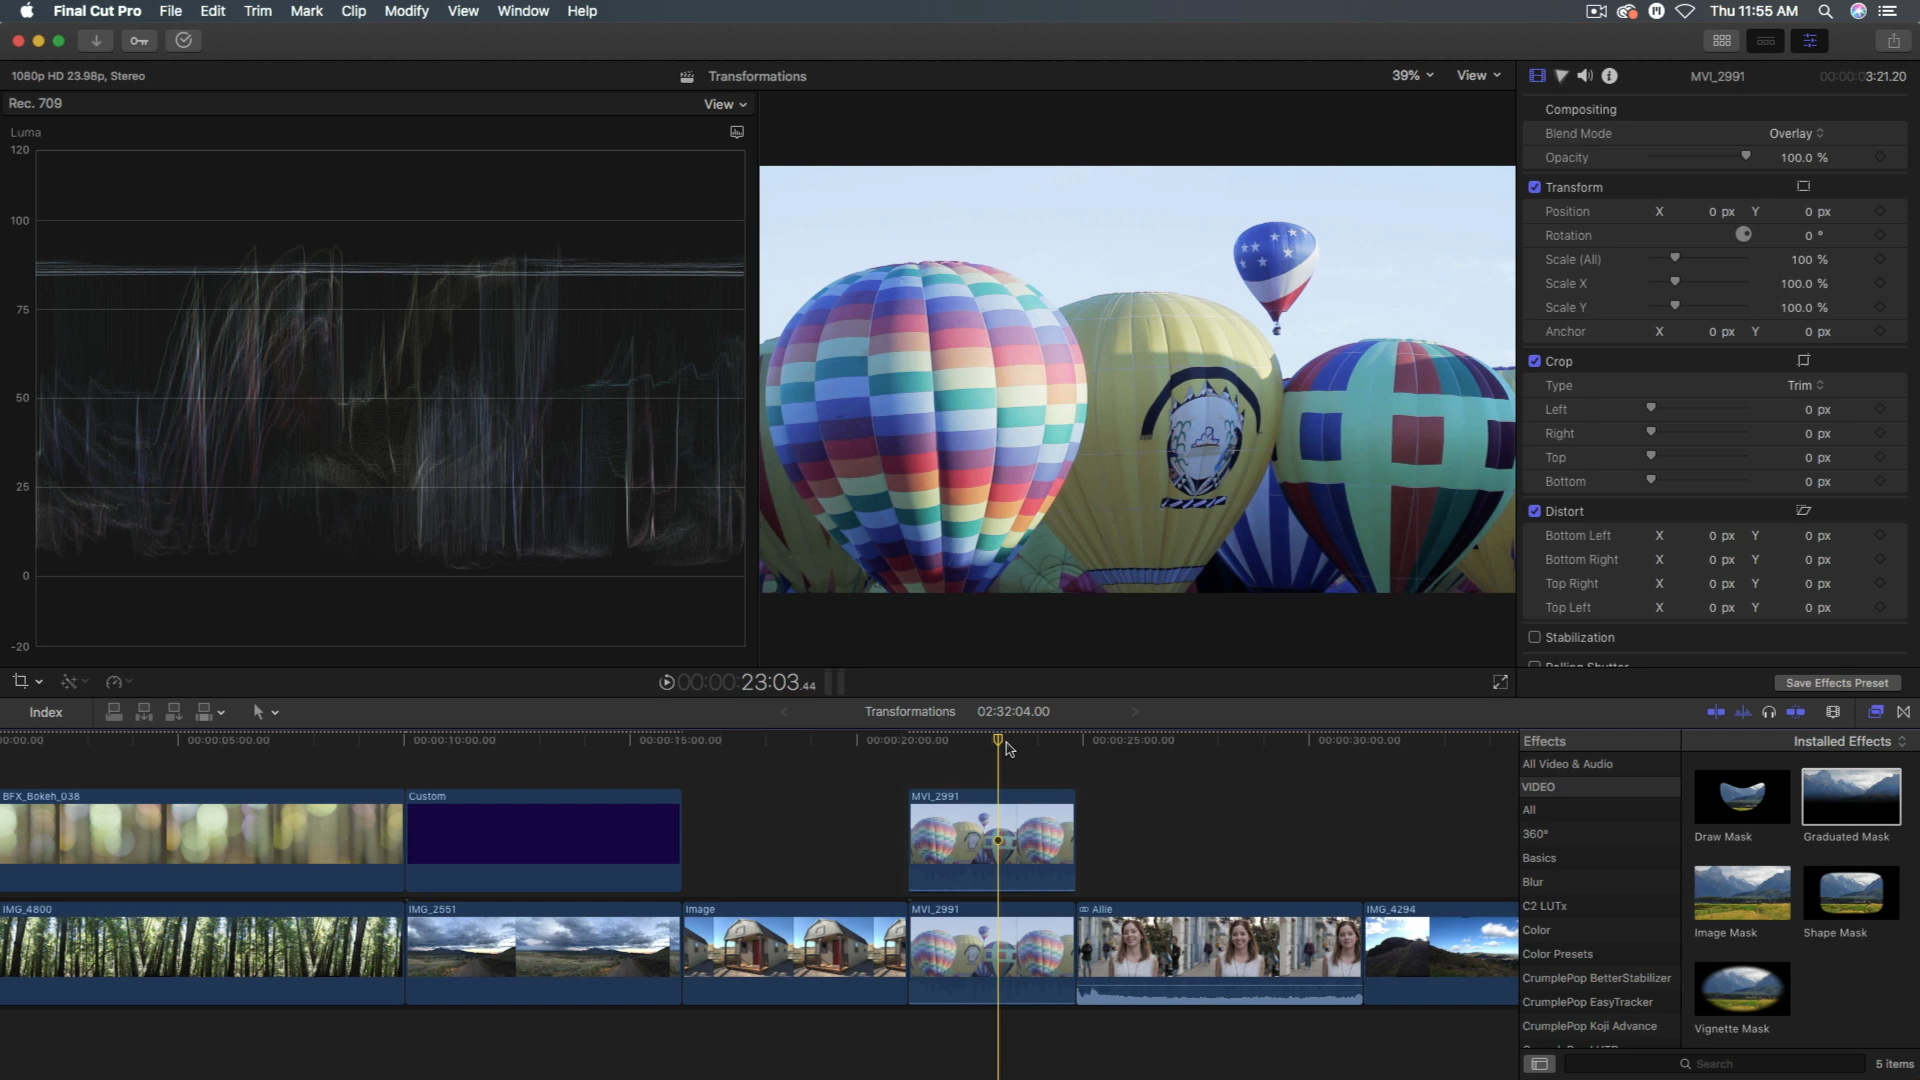 Final Cut Pro File Edit Trim Mark Clip Modify View Window Help Thu 11:55 AM
1080p HD 23.98p, Stereo
Transformations
39% View
MVI_2991
00:00:03:21.20
Rec. 709
View
Luma
120
100
75
50
25
0
-20
Compositing
Blend Mode Overlay
Opacity 100.0 %
Transform
Position X 0 px Y 0 px
Rotation 0 °
Scale (All) 100 %
Scale X 100.0 %
Scale Y 100.0 %
Anchor X 0 px Y 0 px
Crop
Type Trim
Left 0 px
Right 0 px
Top 0 px
Bottom 0 px
Distort
Bottom Left X 0 px Y 0 px
Bottom Right X 0 px Y 0 px
Top Right X 0 px Y 0 px
Top Left X 0 px Y 0 px
Stabilization
Rolling Shutter
00:00:23:03.44
Save Effects Preset
Index
Transformations 02:32:04.00
00:00.00 00:00:05:00.00 00:00:10:00.00 00:00:15:00.00 00:00:20:00.00 00:00:25:00.00 00:00:30:00.00
BFX_Bokeh_038
Custom
MVI_2991
IMG_4800
IMG_2551
Image
MVI_2991
Allie
IMG_4294
Effects
Installed Effects
All Video & Audio
VIDEO
All
360°
Basics
Blur
C2 LUTx
Color
Color Presets
CrumplePop BetterStabilizer
CrumplePop EasyTracker
CrumplePop Koji Advance
Draw Mask
Graduated Mask
Image Mask
Shape Mask
Vignette Mask
Search
5 items